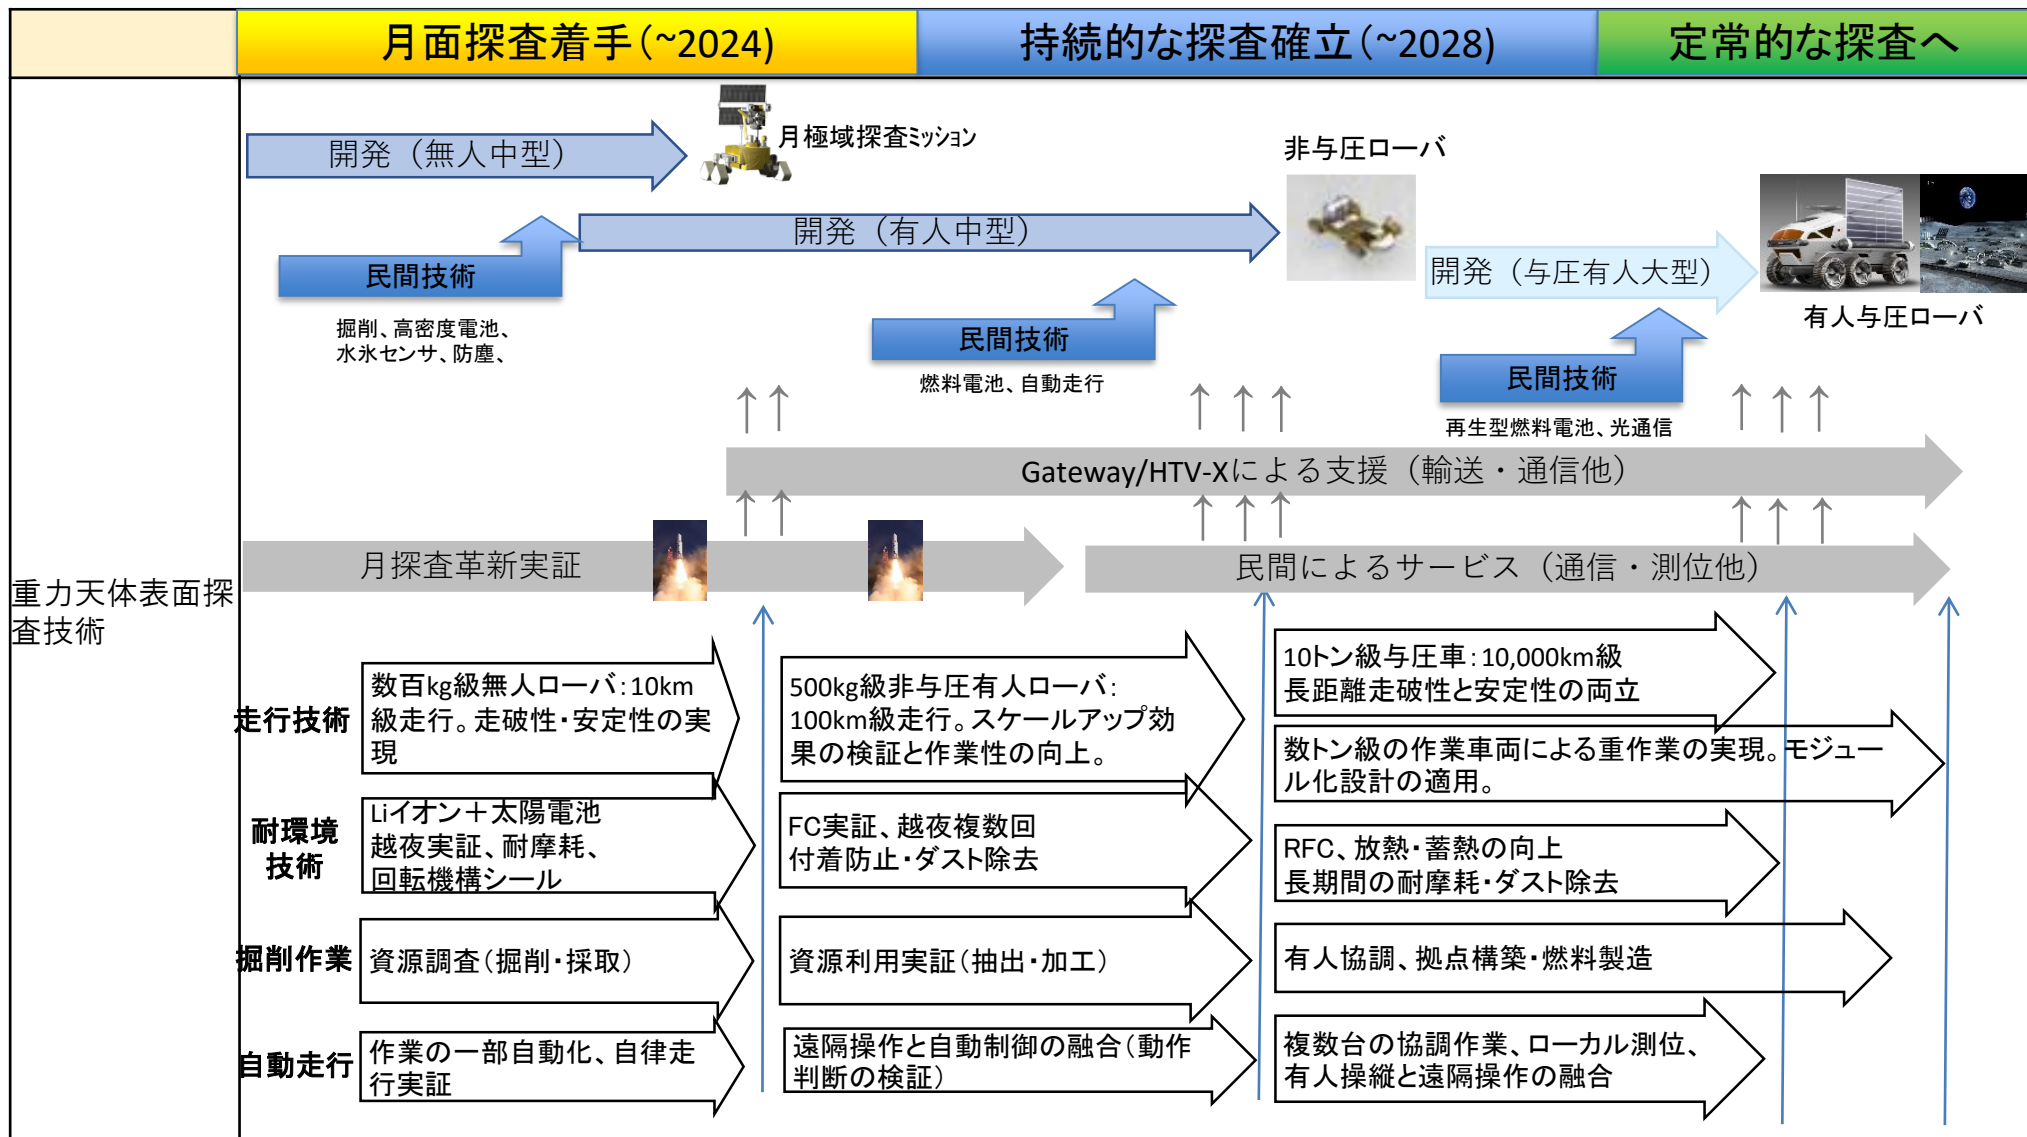 月面探査着手(~2024)
持続的な探査確立(~2028)
定常的な探査へ
開発（無人中型）
月極域探査ミッション
非与圧ローバ
開発（有人中型）
民間技術
掘削、高密度電池、
水氷センサ、防塵、
開発（与圧有人大型）
有人与圧ローバ
民間技術
燃料電池、自動走行
民間技術
再生型燃料電池、光通信
Gateway/HTV-Xによる支援（輸送・通信他）
月探査革新実証
民間によるサービス（通信・測位他）
重力天体表面探
査技術
走行技術
数百kg級無人ローバ：10km
級走行。走破性・安定性の実
現
500kg級非与圧有人ローバ：
100km級走行。スケールアップ効
果の検証と作業性の向上。
10トン級与圧車：10,000km級
長距離走破性と安定性の両立
数トン級の作業車両による重作業の実現。モジュー
ル化設計の適用。
耐環境
技術
Liイオン＋太陽電池
越夜実証、耐摩耗、
回転機構シール
FC実証、越夜複数回
付着防止・ダスト除去
RFC、放熱・蓄熱の向上
長期間の耐摩耗・ダスト除去
掘削作業
資源調査（掘削・採取）
資源利用実証（抽出・加工）
有人協調、拠点構築・燃料製造
自動走行
作業の一部自動化、自律走
行実証
遠隔操作と自動制御の融合（動作
判断の検証）
複数台の協調作業、ローカル測位、
有人操縦と遠隔操作の融合